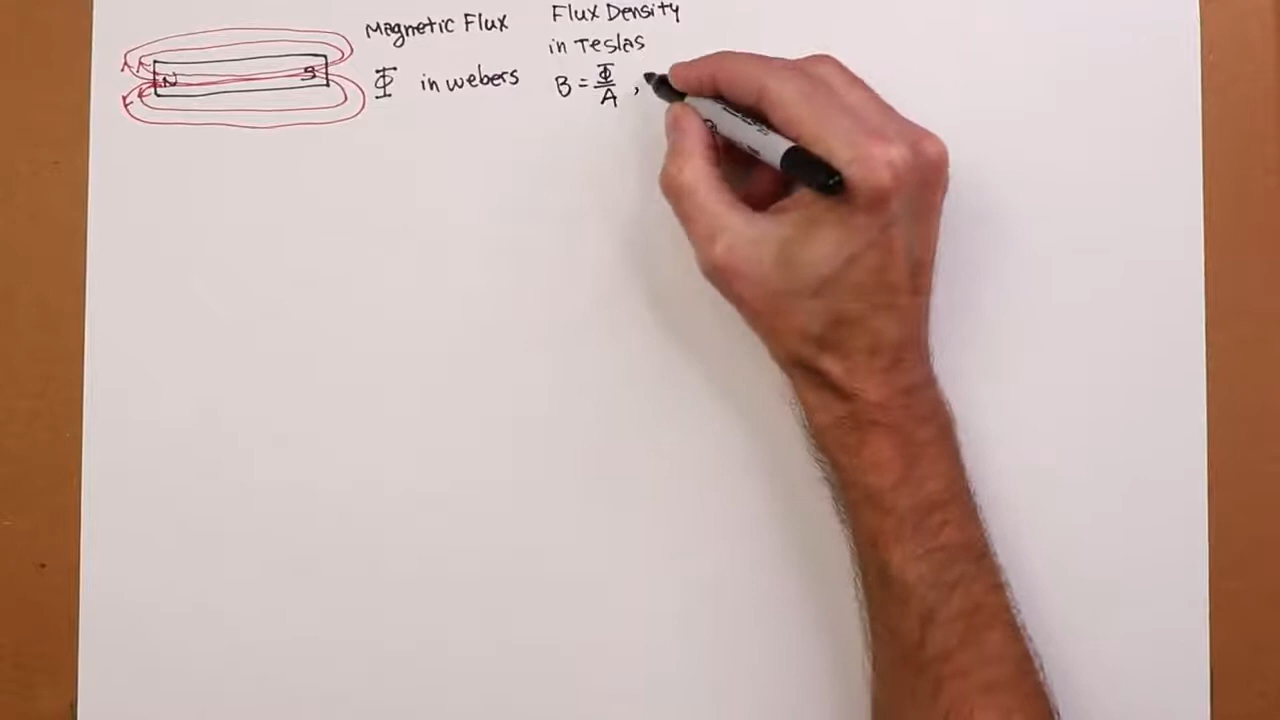 N S
Magnetic Flux
Φ in webers
Flux Density
in Teslas
B = Φ/A ,